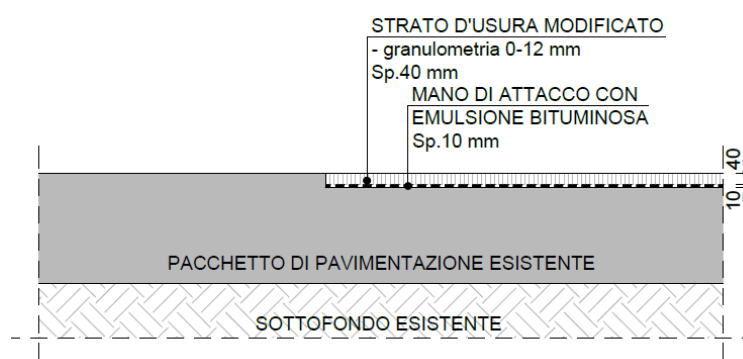 STRATO D'USURA MODIFICATO
- granulometria 0-12 mm
Sp.40 mm
MANO DI ATTACCO CON
EMULSIONE BITUMINOSA
Sp.10 mm
40
10
PACCHETTO DI PAVIMENTAZIONE ESISTENTE
SOTTOFONDO ESISTENTE